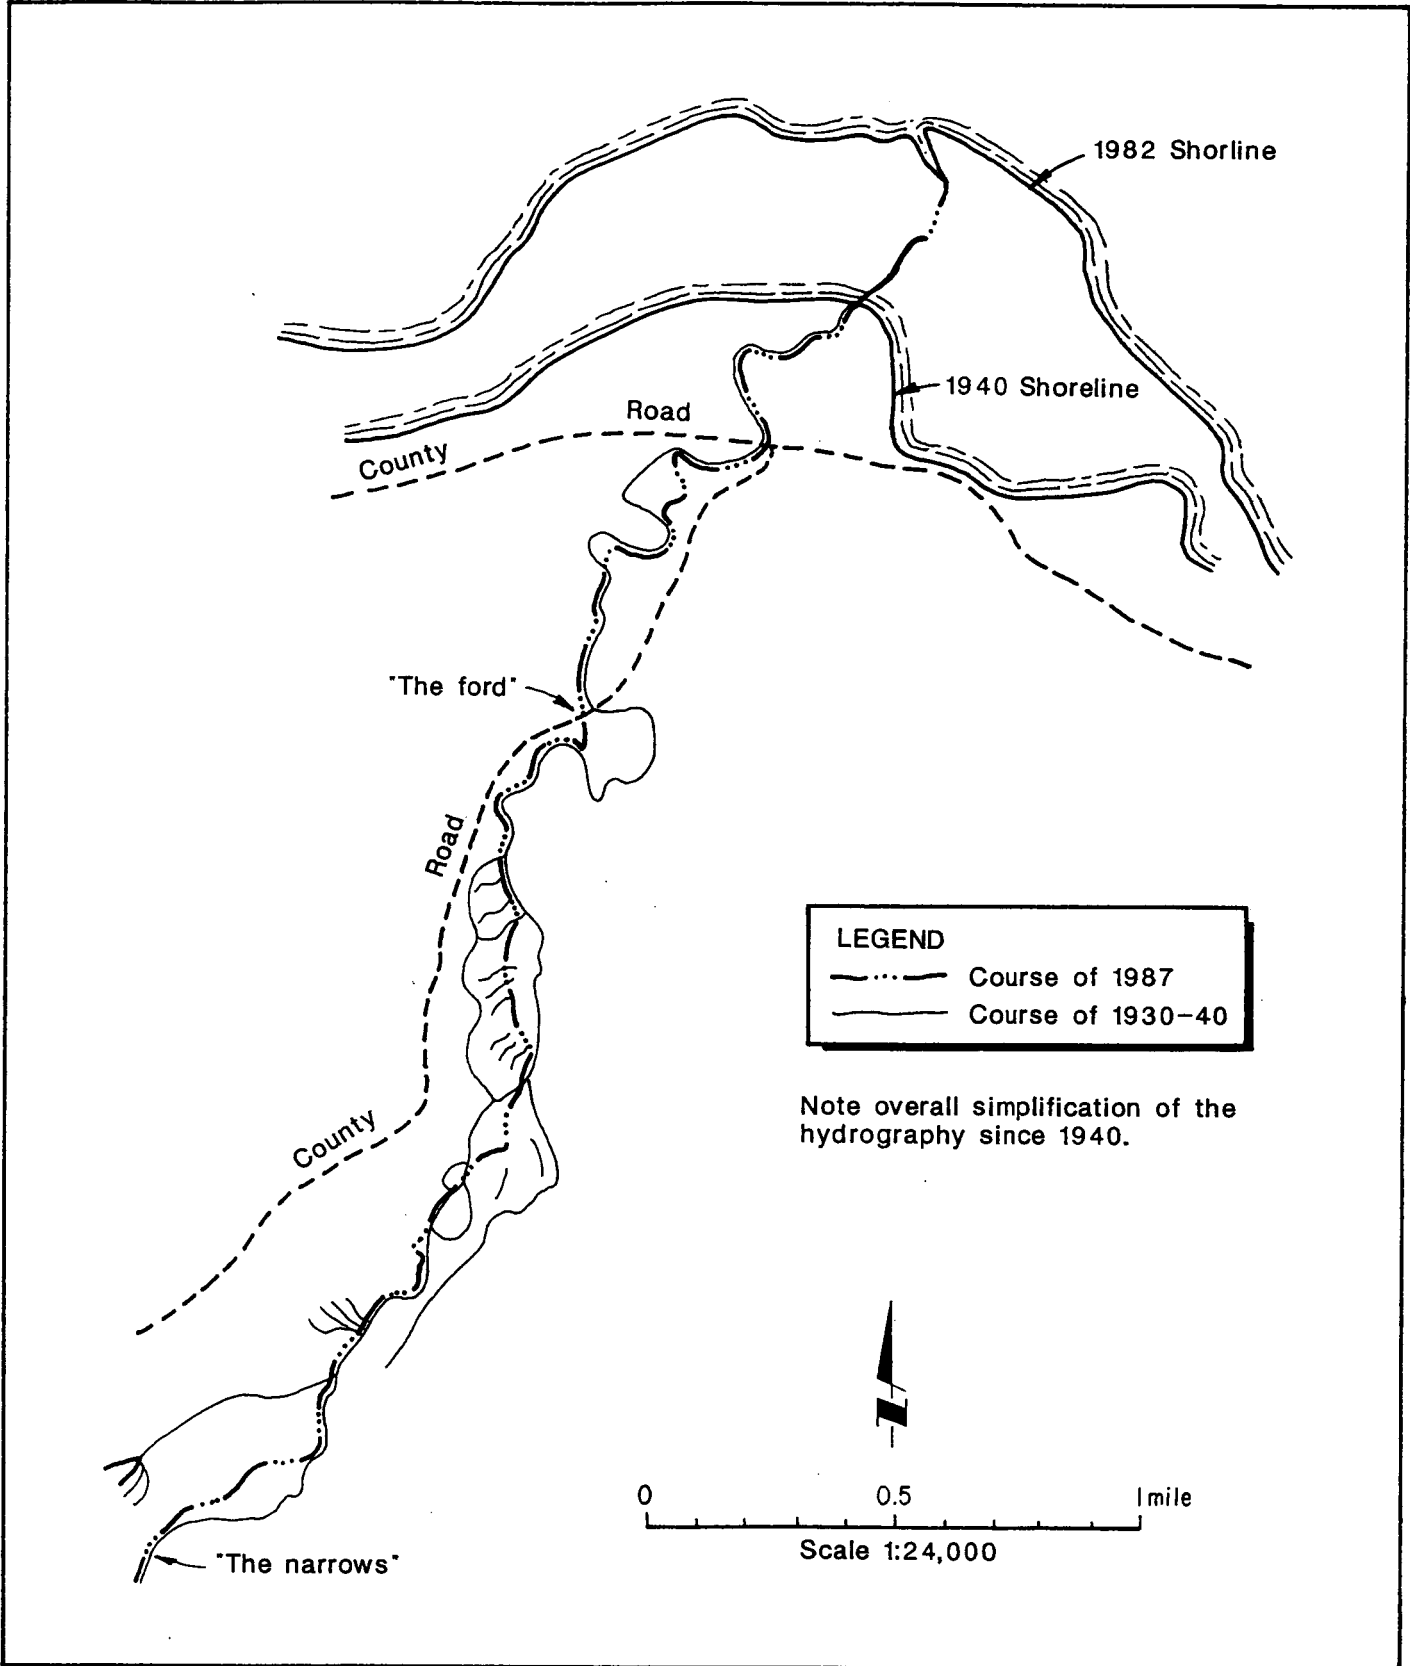 1982 Shorline
1940 Shoreline
Road
County
"The ford"
Road
LEGEND
Course of 1987
Course of 1930-40
Note overall simplification of the
hydrography since 1940.
County
0 0.5 1 mile
Scale 1:24,000
"The narrows"